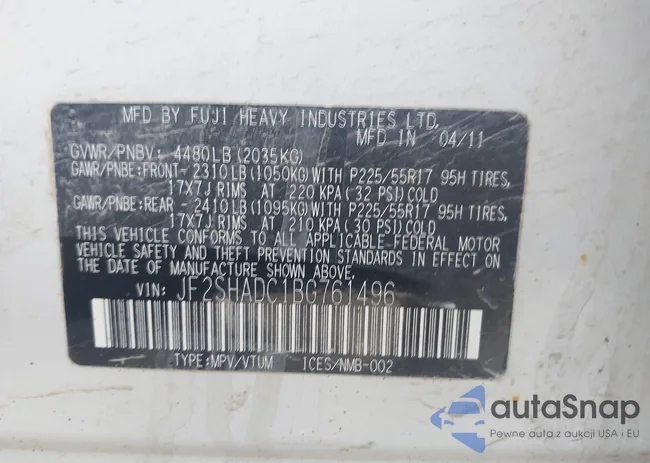 MFD BY FUJI HEAVY INDUSTRIES LTD.
MFD IN 04/11
GVWR/PNBV: 4480LB(2035KG)
GAWR/PNBE:FRONT- 2310LB(1050KG)WITH P225/55R17 95H TIRES,
17X7J RIMS AT 220 KPA(32 PSI)COLD
GAWR/PNBE:REAR - 2410LB(1095KG)WITH P225/55R17 95H TIRES,
17X7J RIMS AT 210 KPA(30 PSI)COLD
THIS VEHICLE CONFORMS TO ALL APPLICABLE FEDERAL MOTOR
VEHICLE SAFETY AND THEFT PREVENTION STANDARDS IN EFFECT ON
THE DATE OF MANUFACTURE SHOWN ABOVE.
VIN: JF2SHADC1BG761496
TYPE:MPV/VTUM ICES/NMB-002
autaSnap
Pewne auta z aukcji USA i EU